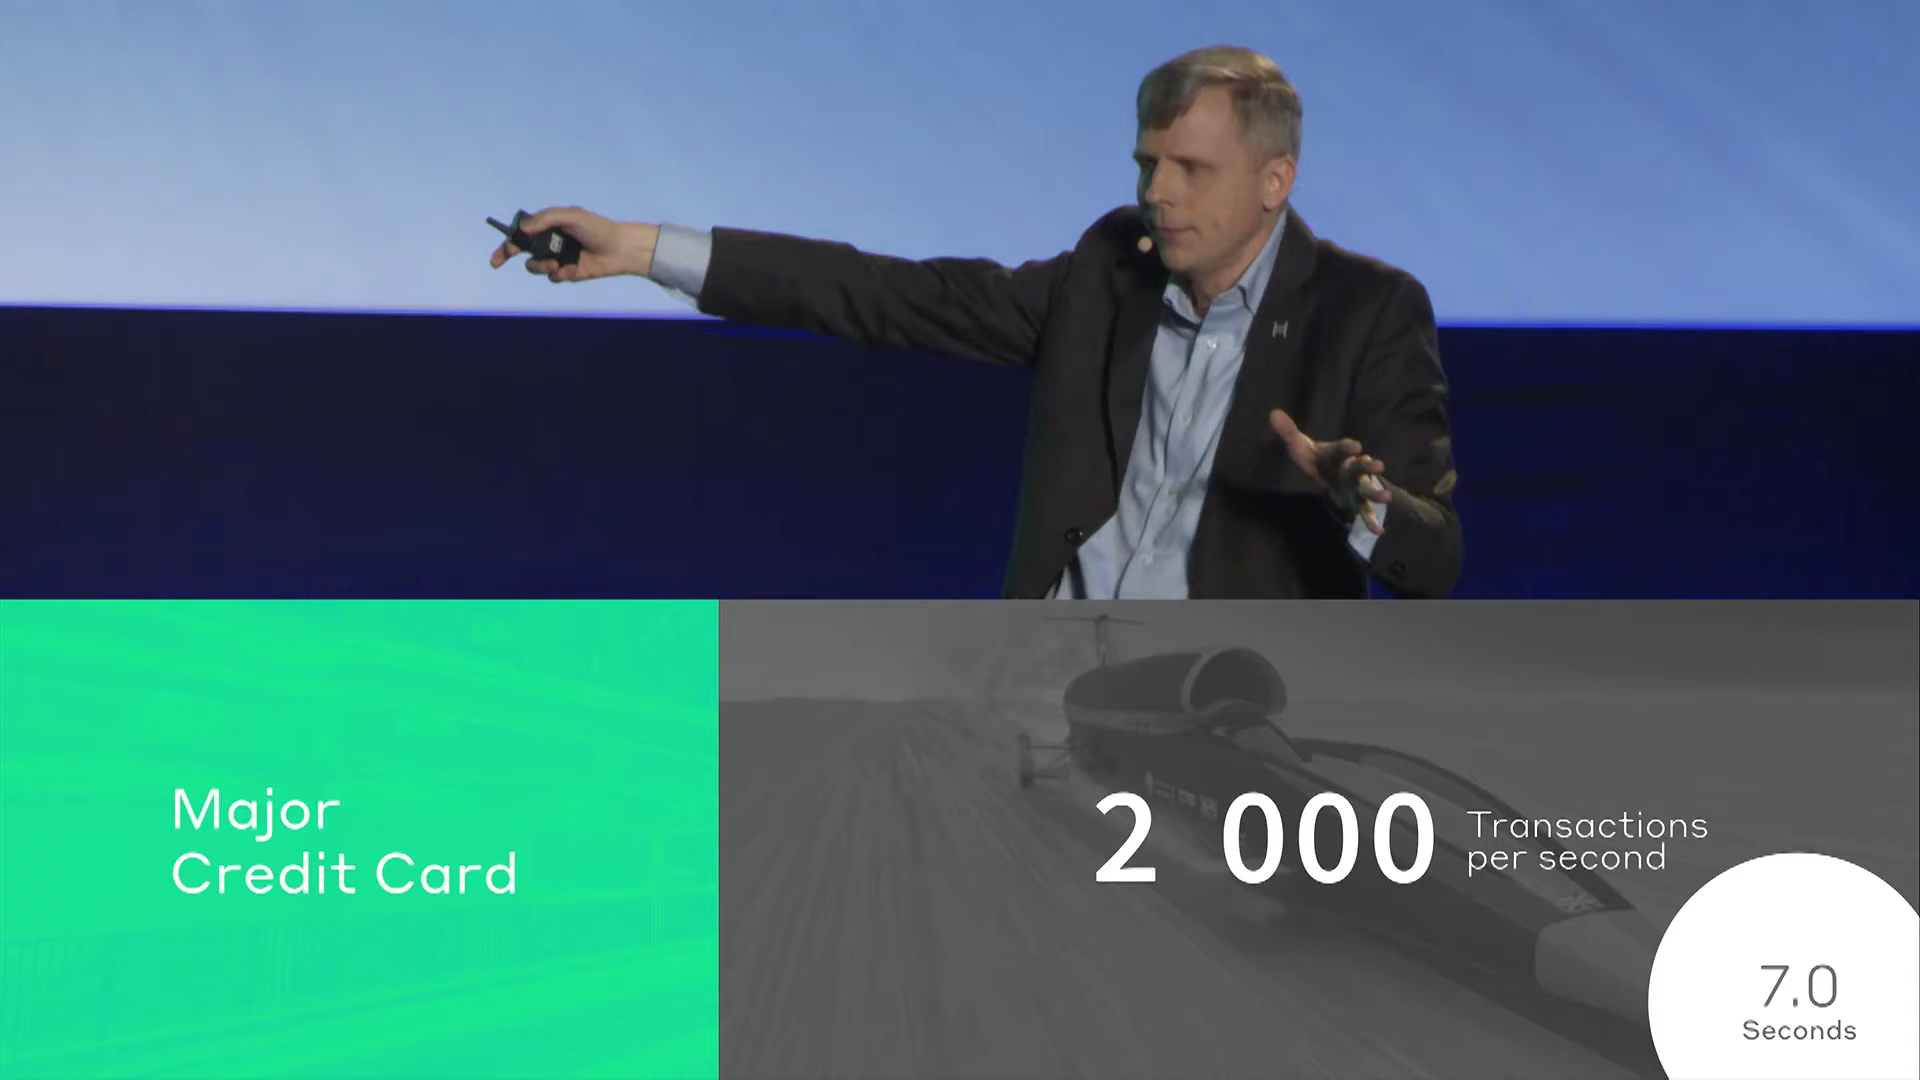 Major
Credit Card
2 000
Transactions
per second
7.0
Seconds